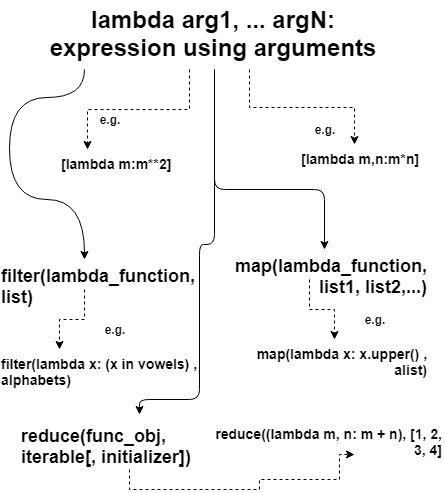 lambda arg1, ... argN:
expression using arguments
e.g.
e.g.
[lambda m:m**2]
[lambda m,n:m*n]
filter(lambda_function,
list)
map(lambda_function,
list1, list2,...)
e.g.
e.g.
filter(lambda x: (x in vowels) ,
alphabets)
map(lambda x: x.upper() ,
alist)
reduce(func_obj,
iterable[, initializer])
reduce((lambda m, n: m + n), [1, 2,
3, 4]